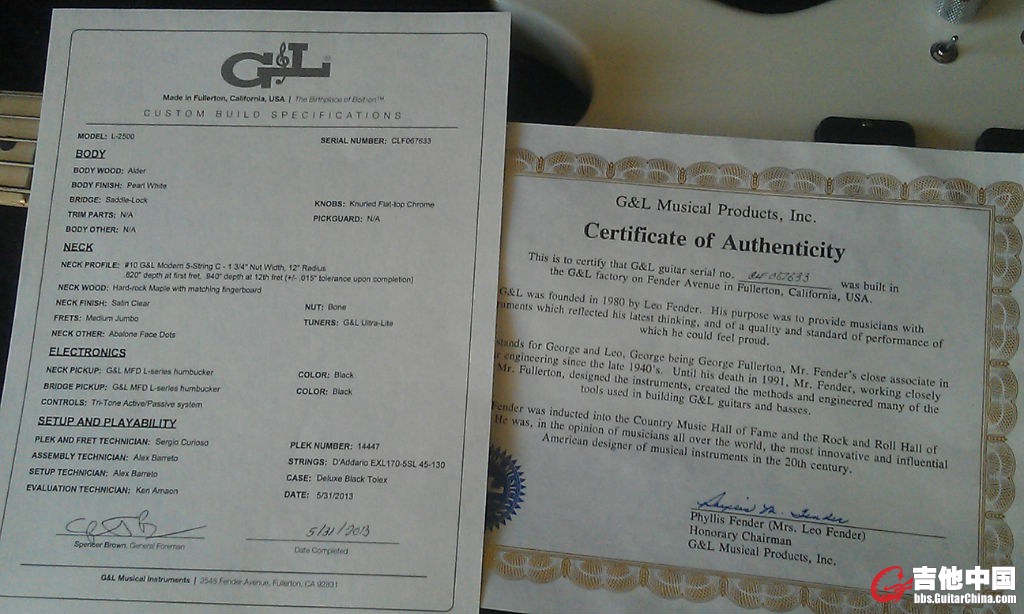 G&L
Made in Fullerton, California, USA | The Birthplace of Bolt-on™
CUSTOM BUILD SPECIFICATIONS
MODEL: L-2500
SERIAL NUMBER: CLF067633
BODY
BODY WOOD: Alder
BODY FINISH: Pearl White
BRIDGE: Saddle-Lock
KNOBS: Knurled Flat-top Chrome
TRIM PARTS: N/A
PICKGUARD: N/A
BODY OTHER: N/A
NECK
NECK PROFILE: #10 G&L Modern 5-String C - 1 3/4" Nut Width, 12" Radius
.820" depth at first fret, .940" depth at 12th fret (+/- .015" tolerance upon completion)
NECK WOOD: Hard-rock Maple with matching fingerboard
NECK FINISH: Satin Clear
NUT: Bone
FRETS: Medium Jumbo
TUNERS: G&L Ultra-Lite
NECK OTHER: Abalone Face Dots
ELECTRONICS
NECK PICKUP: G&L MFD L-series humbucker
COLOR: Black
BRIDGE PICKUP: G&L MFD L-series humbucker
COLOR: Black
CONTROLS: Tri-Tone Active/Passive system
SETUP AND PLAYABILITY
PLEK AND FRET TECHNICIAN: Sergio Curioso
PLEK NUMBER: 14447
ASSEMBLY TECHNICIAN: Alex Barreto
STRINGS: D'Addario EXL170-5SL 45-130
SETUP TECHNICIAN: Alex Barreto
CASE: Deluxe Black Tolex
EVALUATION TECHNICIAN: Ken Amaon
DATE: 5/31/2013
5/31/2013
Spencer Brown, General Foreman
Date Completed
G&L Musical Instruments | 2548 Fender Avenue, Fullerton, CA 92831
G&L Musical Products, Inc.
Certificate of Authenticity
This is to certify that G&L guitar serial no. CLF067633 was built in
the G&L factory on Fender Avenue in Fullerton, California, USA.
G&L was founded in 1980 by Leo Fender. His purpose was to provide musicians with
uments which reflected his latest thinking, and of a quality and standard of performance of
which he could feel proud.
stands for George and Leo, George being George Fullerton, Mr. Fender's close associate in
r engineering since the late 1940's. Until his death in 1991, Mr. Fender, working closely
Mr. Fullerton, designed the instruments, created the methods and engineered many of the
tools used in building G&L guitars and basses.
Fender was inducted into the Country Music Hall of Fame and the Rock and Roll Hall of
He was, in the opinion of musicians all over the world, the most innovative and influential
American designer of musical instruments in the 20th century.
Phyllis M. Fender
Phyllis Fender (Mrs. Leo Fender)
Honorary Chairman
G&L Musical Products, Inc.
吉他中国
bbs.GuitarChina.com